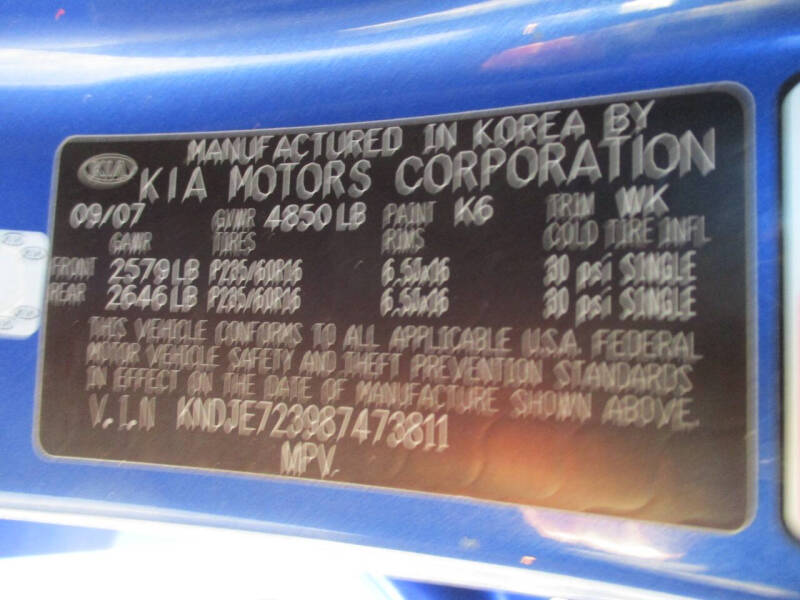 MANUFACTURED IN KOREA BY
KIA KIA MOTORS CORPORATION
09/07 GVWR 4850 LB PAINT K6 TRIM WK
GAWR TIRES RIMS COLD TIRE INFL
FRONT 2579 LB P235/60R16 6.50x16 30 psi SINGLE
REAR 2646 LB P235/60R16 6.50x16 30 psi SINGLE
THIS VEHICLE CONFORMS TO ALL APPLICABLE U.S.A. FEDERAL
MOTOR VEHICLE SAFETY AND THEFT PREVENTION STANDARDS
IN EFFECT ON THE DATE OF MANUFACTURE SHOWN ABOVE.
V.I.N KNDJE723987473811
MPV.